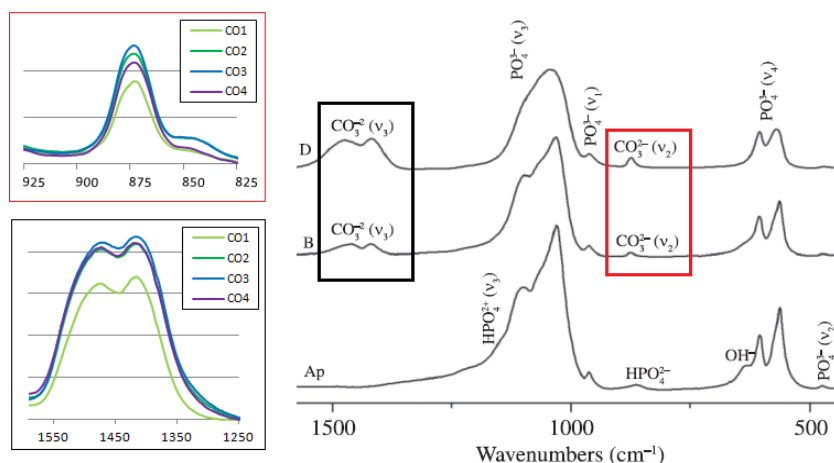 CO1
CO2
CO3
CO4
925 900 875 850 825
CO1
CO2
CO3
CO4
1550 1450 1350 1250
PO₄³⁻ (ν₃)
PO₄³⁻ (ν₁)
PO₄³⁻ (ν₄)
CO₃⁻² (ν₃)
CO₃²⁻ (ν₂)
D
CO₃⁻² (ν₃)
CO₃²⁻ (ν₂)
B
HPO₄²⁺ (ν₃)
HPO₄²⁻
OH⁻
PO₄³⁻ (ν₂)
Ap
1500 1000 500
Wavenumbers (cm⁻¹)